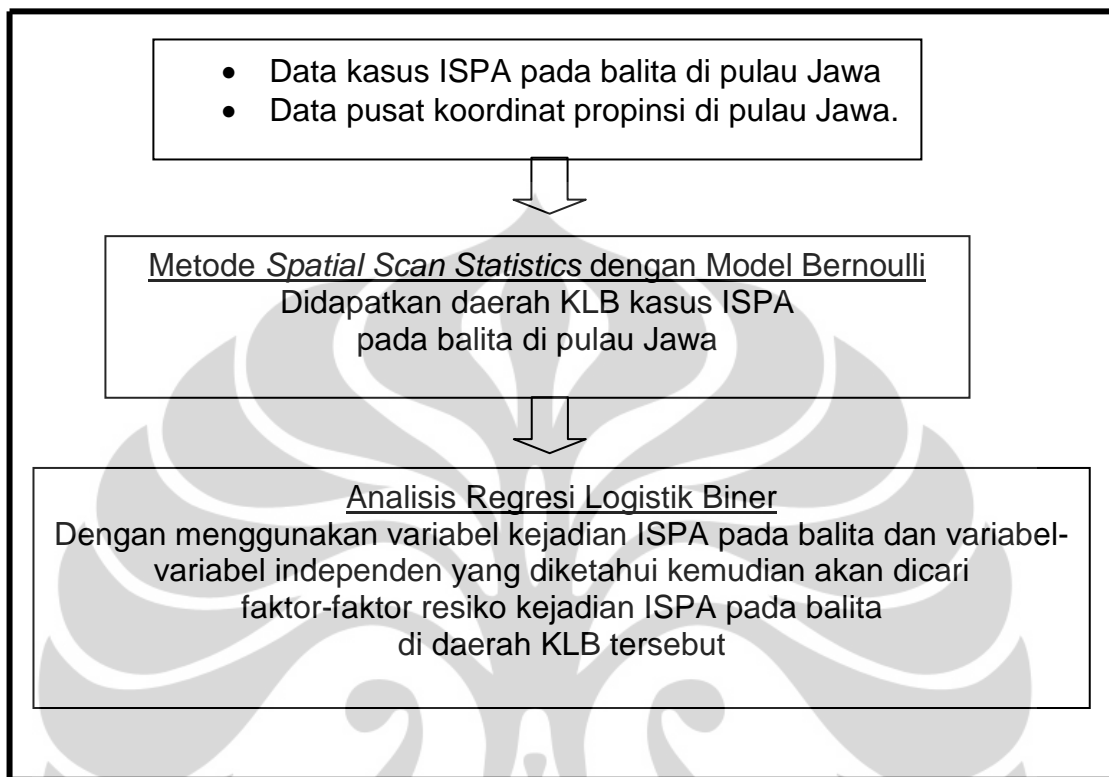 • Data kasus ISPA pada balita di pulau Jawa
• Data pusat koordinat propinsi di pulau Jawa.
Metode Spatial Scan Statistics dengan Model Bernoulli
Didapatkan daerah KLB kasus ISPA
pada balita di pulau Jawa
Analisis Regresi Logistik Biner
Dengan menggunakan variabel kejadian ISPA pada balita dan variabel-
variabel independen yang diketahui kemudian akan dicari
faktor-faktor resiko kejadian ISPA pada balita
di daerah KLB tersebut